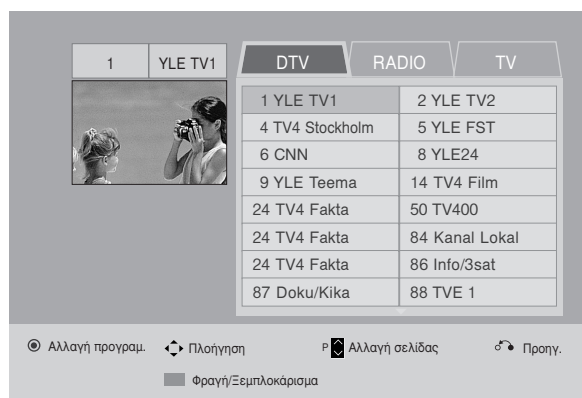 1 YLE TV1 DTV RADIO TV
1 YLE TV1 2 YLE TV2
4 TV4 Stockholm 5 YLE FST
6 CNN 8 YLE24
9 YLE Teema 14 TV4 Film
24 TV4 Fakta 50 TV400
24 TV4 Fakta 84 Kanal Lokal
24 TV4 Fakta 86 Info/3sat
87 Doku/Kika 88 TVE 1
Αλλαγή προγραμ. Πλοήγηση P Αλλαγή σελίδας Προηγ.
Φραγή/Ξεμπλοκάρισμα